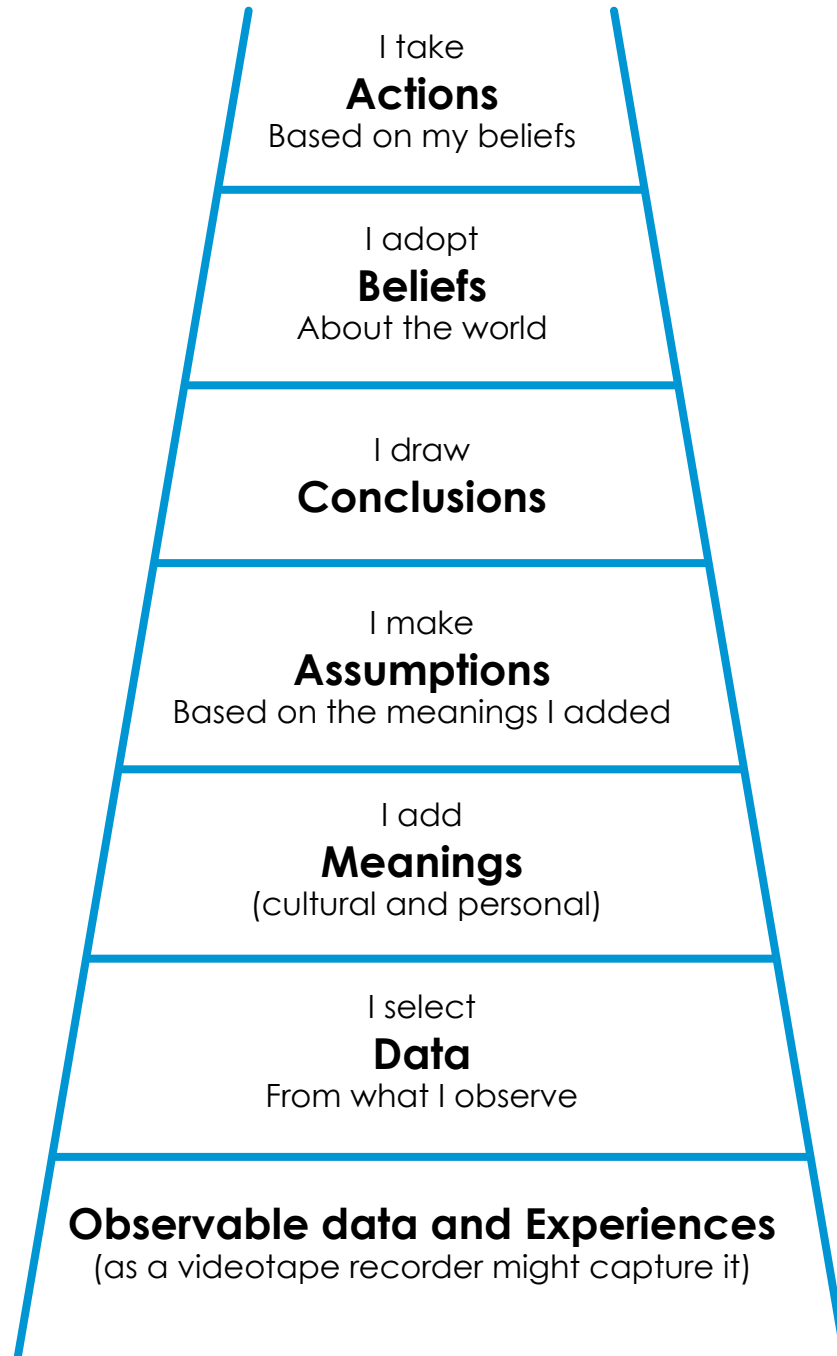 I take
Actions
Based on my beliefs
I adopt
Beliefs
About the world
I draw
Conclusions
I make
Assumptions
Based on the meanings I added
I add
Meanings
(cultural and personal)
I select
Data
From what I observe
Observable data and Experiences
(as a videotape recorder might capture it)